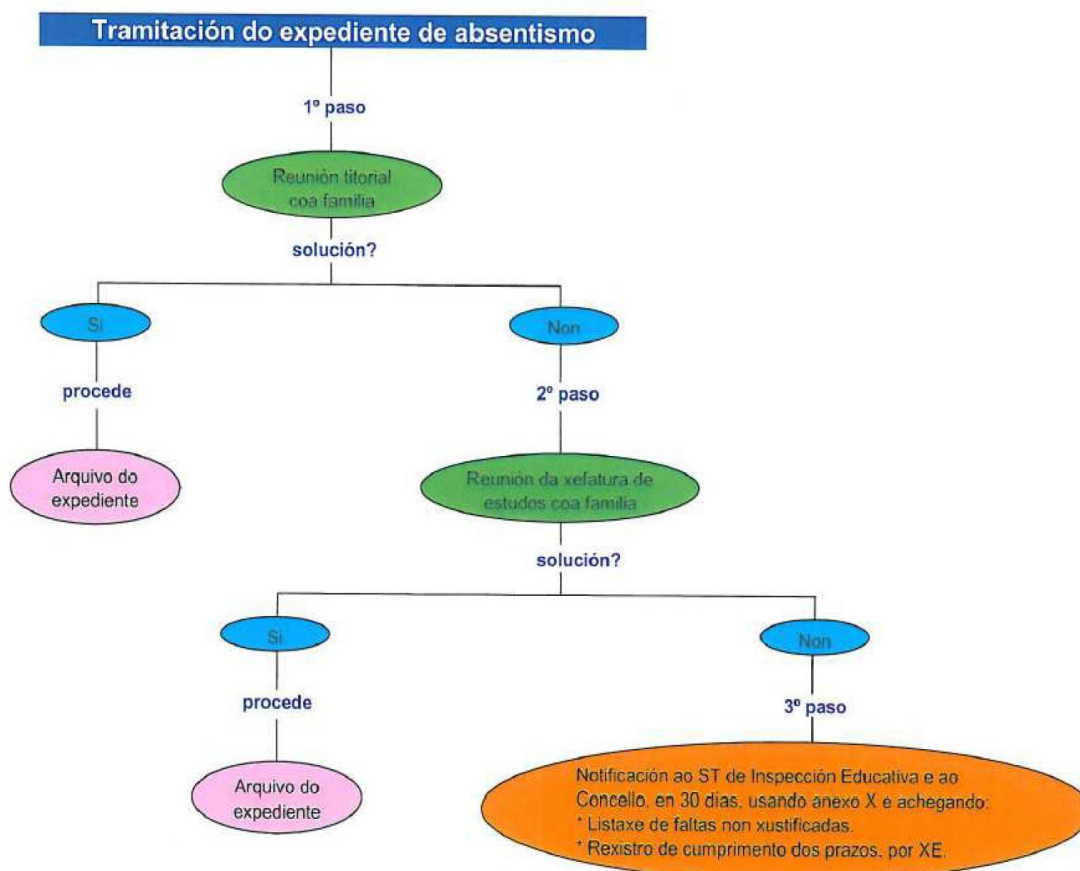 Tramitación do expediente de absentismo
1º paso
Reunión titorial
coa familia
solución?
Si
Non
procede
2º paso
Arquivo do
expediente
Reunión da xefatura de
estudos coa familia
solución?
Si
Non
procede
3º paso
Arquivo do
expediente
Notificación ao ST de Inspección Educativa e ao
Concello, en 30 días, usando anexo X e achegando:
* Listaxe de faltas non xustificadas.
* Rexistro de cumprimento dos prazos, por XE.